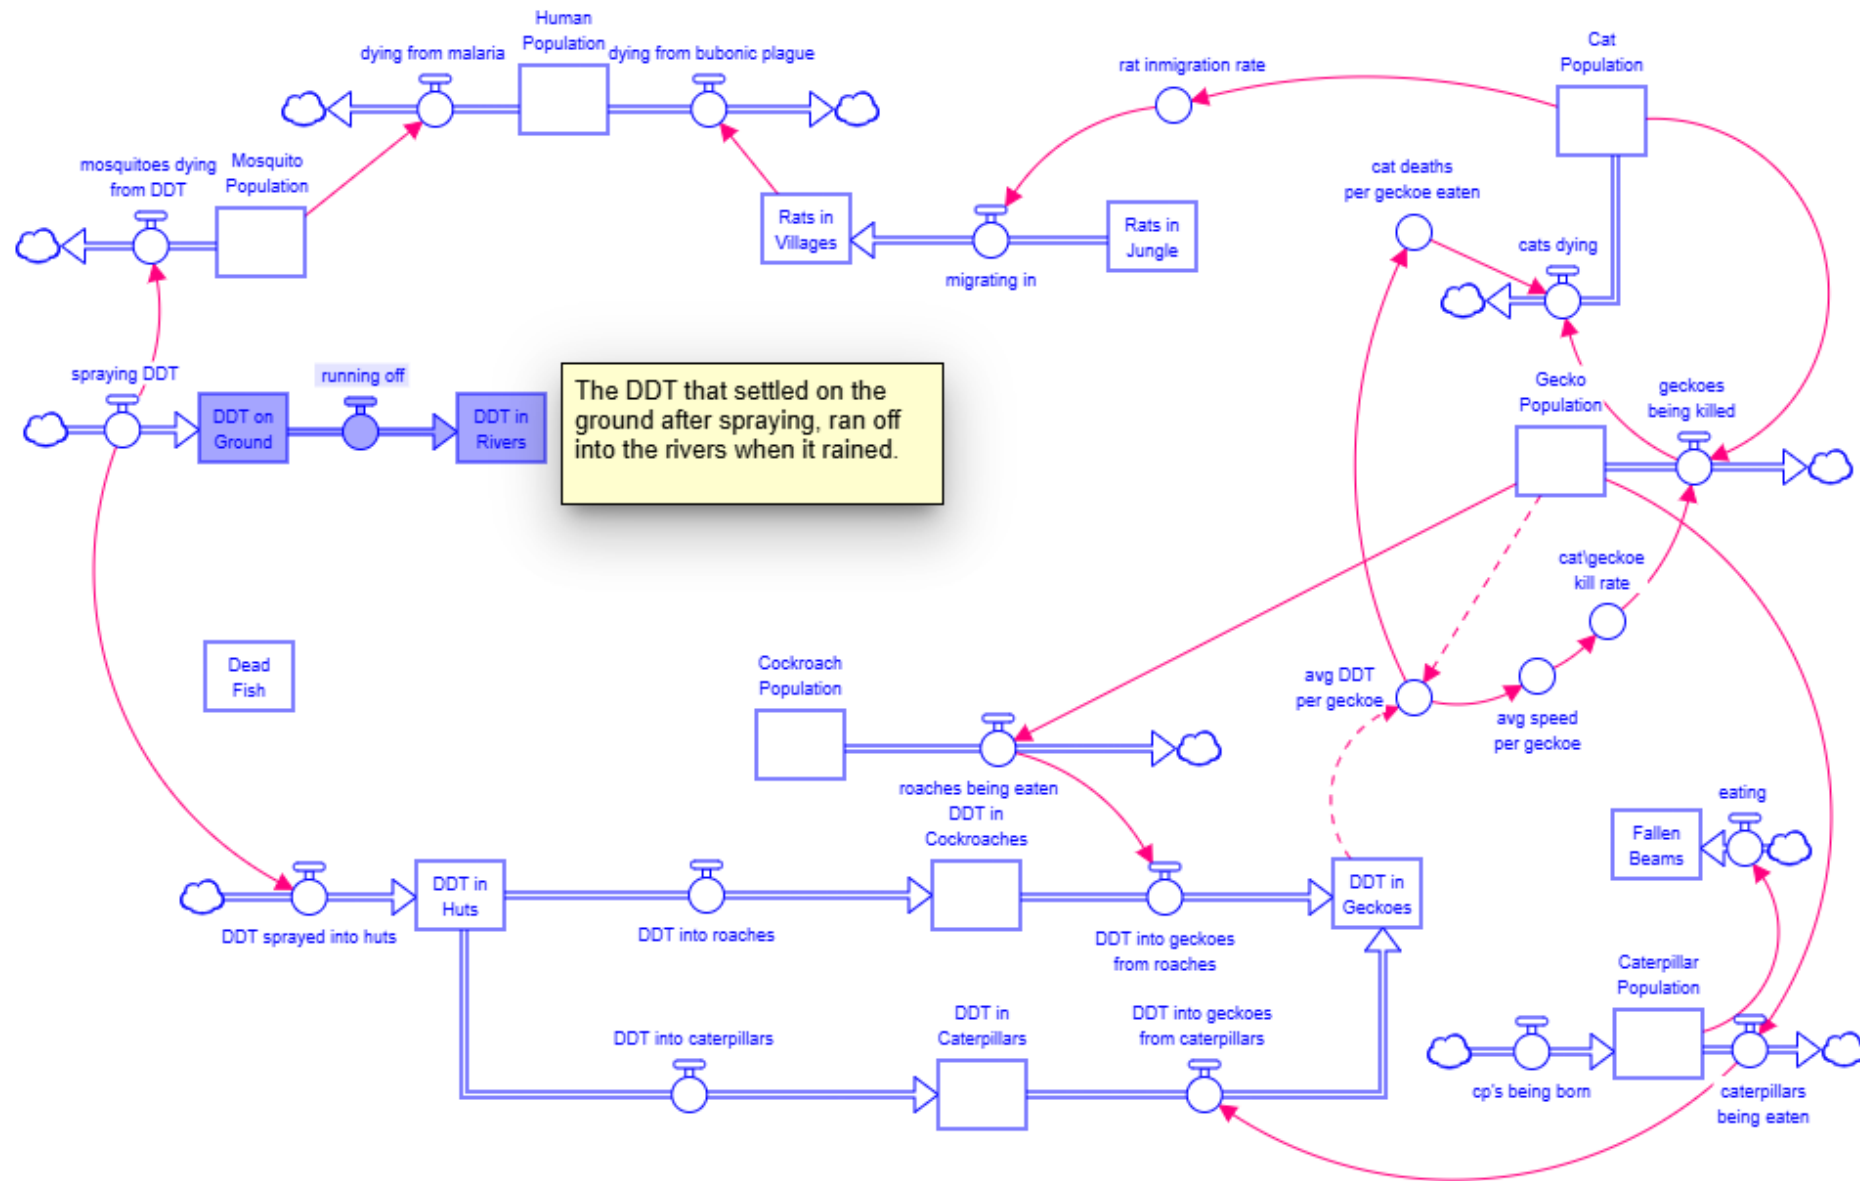 Human
Population
dying from malaria
dying from bubonic plague
rat inmigration rate
Cat
Population
mosquitoes dying
from DDT
Mosquito
Population
cat deaths
per geckoe eaten
Rats in
Villages
Rats in
Jungle
migrating in
cats dying
spraying DDT
running off
DDT on
Ground
DDT in
Rivers
The DDT that settled on the
ground after spraying, ran off
into the rivers when it rained.
Gecko
Population
geckoes
being killed
cat\geckoe
kill rate
Dead
Fish
Cockroach
Population
avg DDT
per geckoe
avg speed
per geckoe
roaches being eaten
DDT in
Cockroaches
eating
Fallen
Beams
DDT in
Huts
DDT in
Geckoes
DDT sprayed into huts
DDT into roaches
DDT into geckoes
from roaches
Caterpillar
Population
DDT into caterpillars
DDT in
Caterpillars
DDT into geckoes
from caterpillars
cp's being born
caterpillars
being eaten